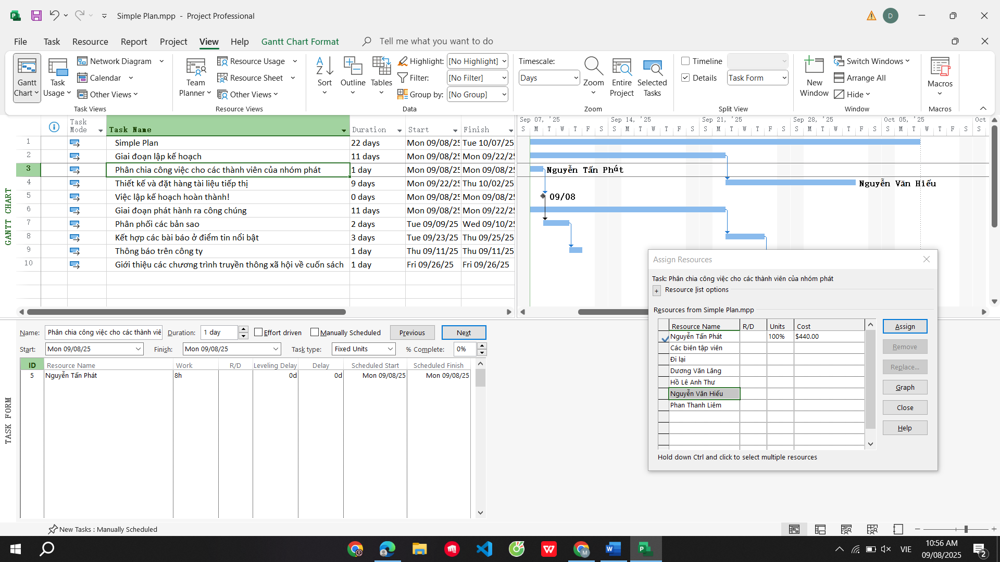 Simple Plan.mpp - Project Professional
D
File Task Resource Report Project View Help Gantt Chart Format Tell me what you want to do
Gantt Chart
Task Usage
Network Diagram
Calendar
Other Views
Task Views
Team Planner
Resource Usage
Resource Sheet
Other Views
Resource Views
Sort
Outline
Tables
Highlight: [No Highlight]
Filter: [No Filter]
Group by: [No Group]
Data
Timescale:
Days
Zoom
Entire Project
Selected Tasks
Zoom
Timeline
Details Task Form
Split View
New Window
Switch Windows
Arrange All
Hide
Window
Macros
Macros
Task Mode Task Name Duration Start Finish
1 Simple Plan 22 days Mon 09/08/25 Tue 10/07/25
2 Giai đoạn lập kế hoạch 11 days Mon 09/08/25 Mon 09/22/25
3 Phân chia công việc cho các thành viên của nhóm phát 1 day Mon 09/08/25 Mon 09/08/25
4 Thiết kế và đặt hàng tài liệu tiếp thị 9 days Mon 09/22/25 Thu 10/02/25
5 Việc lập kế hoạch hoàn thành! 0 days Mon 09/08/25 Mon 09/08/25
6 Giai đoạn phát hành ra công chúng 11 days Mon 09/08/25 Mon 09/22/25
7 Phân phối các bản sao 2 days Tue 09/09/25 Wed 09/10/25
8 Kết hợp các bài báo ở điểm tin nổi bật 3 days Tue 09/23/25 Thu 09/25/25
9 Thông báo trên công ty 1 day Thu 09/11/25 Thu 09/11/25
10 Giới thiệu các chương trình truyền thông xã hội về cuốn sách 1 day Fri 09/26/25 Fri 09/26/25
GANTT CHART
Sep 07, '25 Sep 14, '25 Sep 21, '25 Sep 28, '25 Oct 05, '25 Oct
S M T W T F S S M T W T F S S M T W T F S S M T W T F S S M T W T F S S
Nguyễn Tấn Phát
Nguyễn Văn Hiếu
09/08
Assign Resources
Task: Phân chia công việc cho các thành viên của nhóm phát
+ Resource list options
Resources from Simple Plan.mpp
Resource Name R/D Units Cost
Nguyễn Tấn Phát 100% $440.00
Các biên tập viên
Đi lại
Dương Văn Lăng
Hồ Lê Anh Thư
Nguyễn Văn Hiếu
Phan Thanh Liêm
Assign
Remove
Replace...
Graph
Close
Help
Hold down Ctrl and click to select multiple resources
Name: Phân chia công việc cho các thành viê Duration: 1 day Effort driven Manually Scheduled Previous Next
Start: Mon 09/08/25 Finish: Mon 09/08/25 Task type: Fixed Units % Complete: 0%
ID Resource Name Work R/D Leveling Delay Delay Scheduled Start Scheduled Finish
5 Nguyễn Tấn Phát 8h 0d 0d Mon 09/08/25 Mon 09/08/25
TASK FORM
New Tasks : Manually Scheduled
VIE
10:56 AM
09/08/2025
2